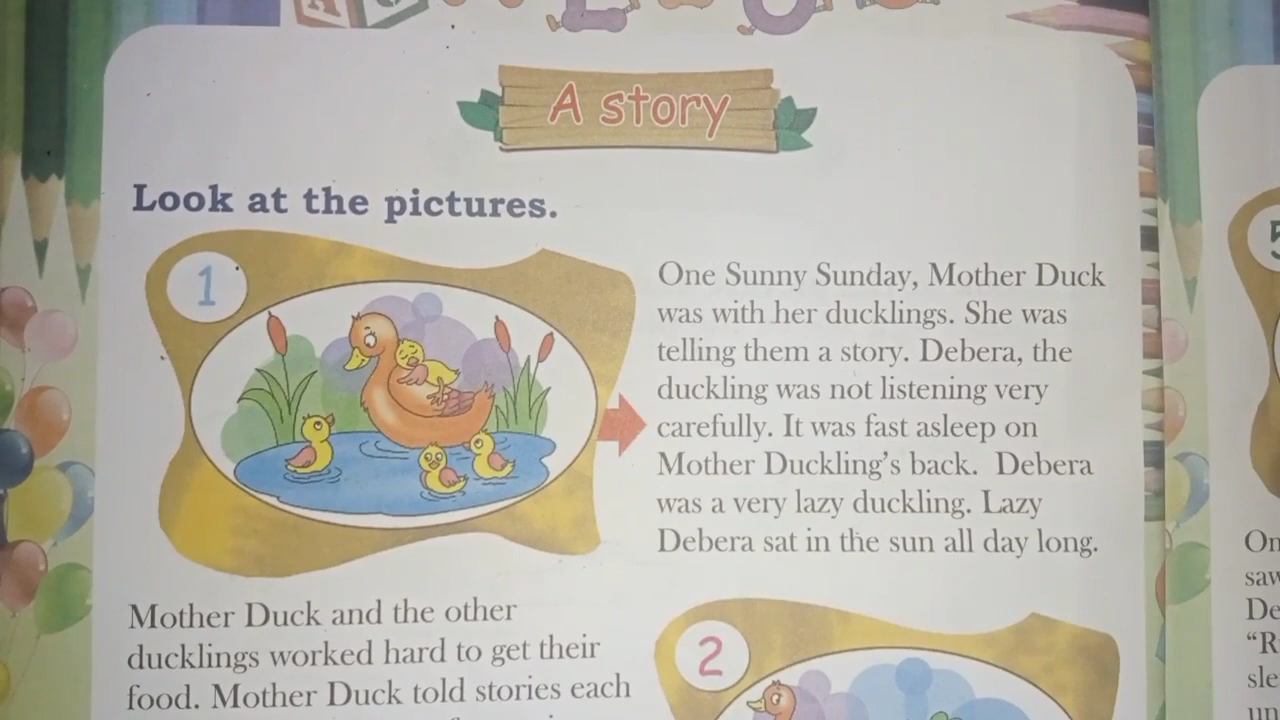 A story
Look at the pictures.
1
One Sunny Sunday, Mother Duck
was with her ducklings. She was
telling them a story. Debera, the
duckling was not listening very
carefully. It was fast asleep on
Mother Duckling's back. Debera
was a very lazy duckling. Lazy
Debera sat in the sun all day long.
Mother Duck and the other
ducklings worked hard to get their
food. Mother Duck told stories each
2
5
saw